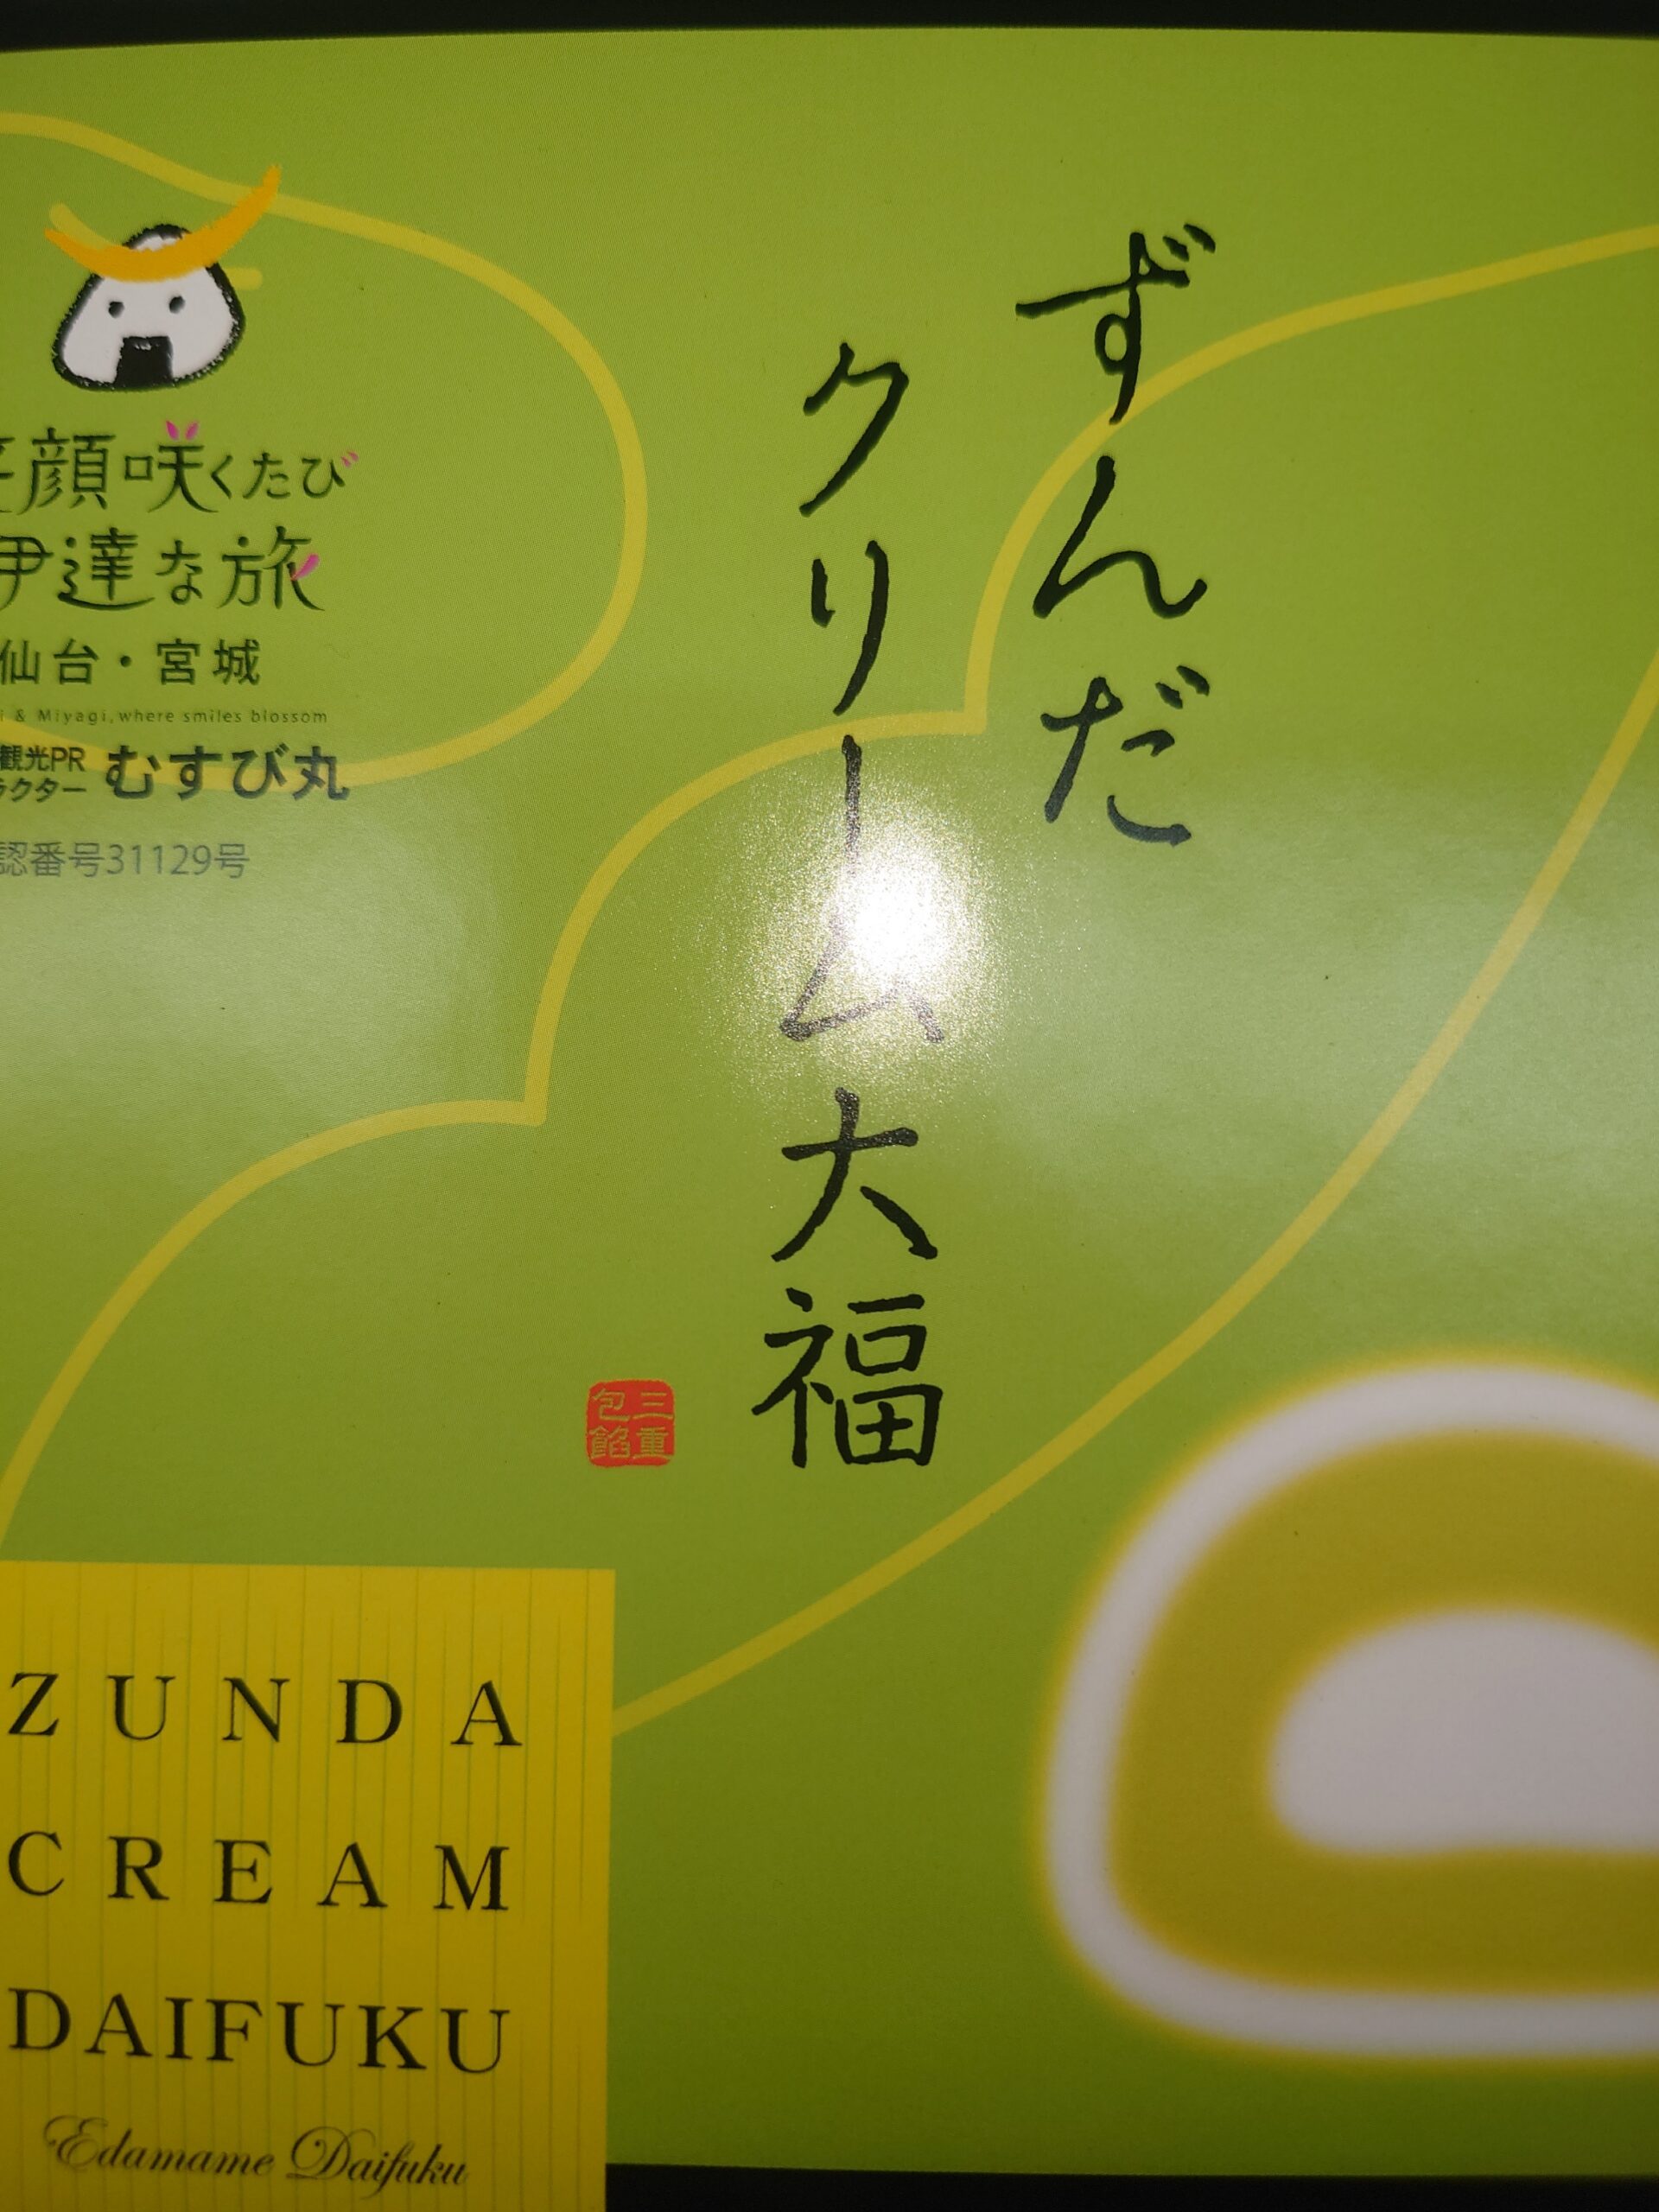 ずんだ
クリーム大福
三重
包餡
顔咲くたび
伊達な旅
仙台・宮城
i & Miyagi, where smiles blossom
観光PR
ラクター
むすび丸
認番号31129号
ZUNDA
CREAM
DAIFUKU
Edamame Daifuku